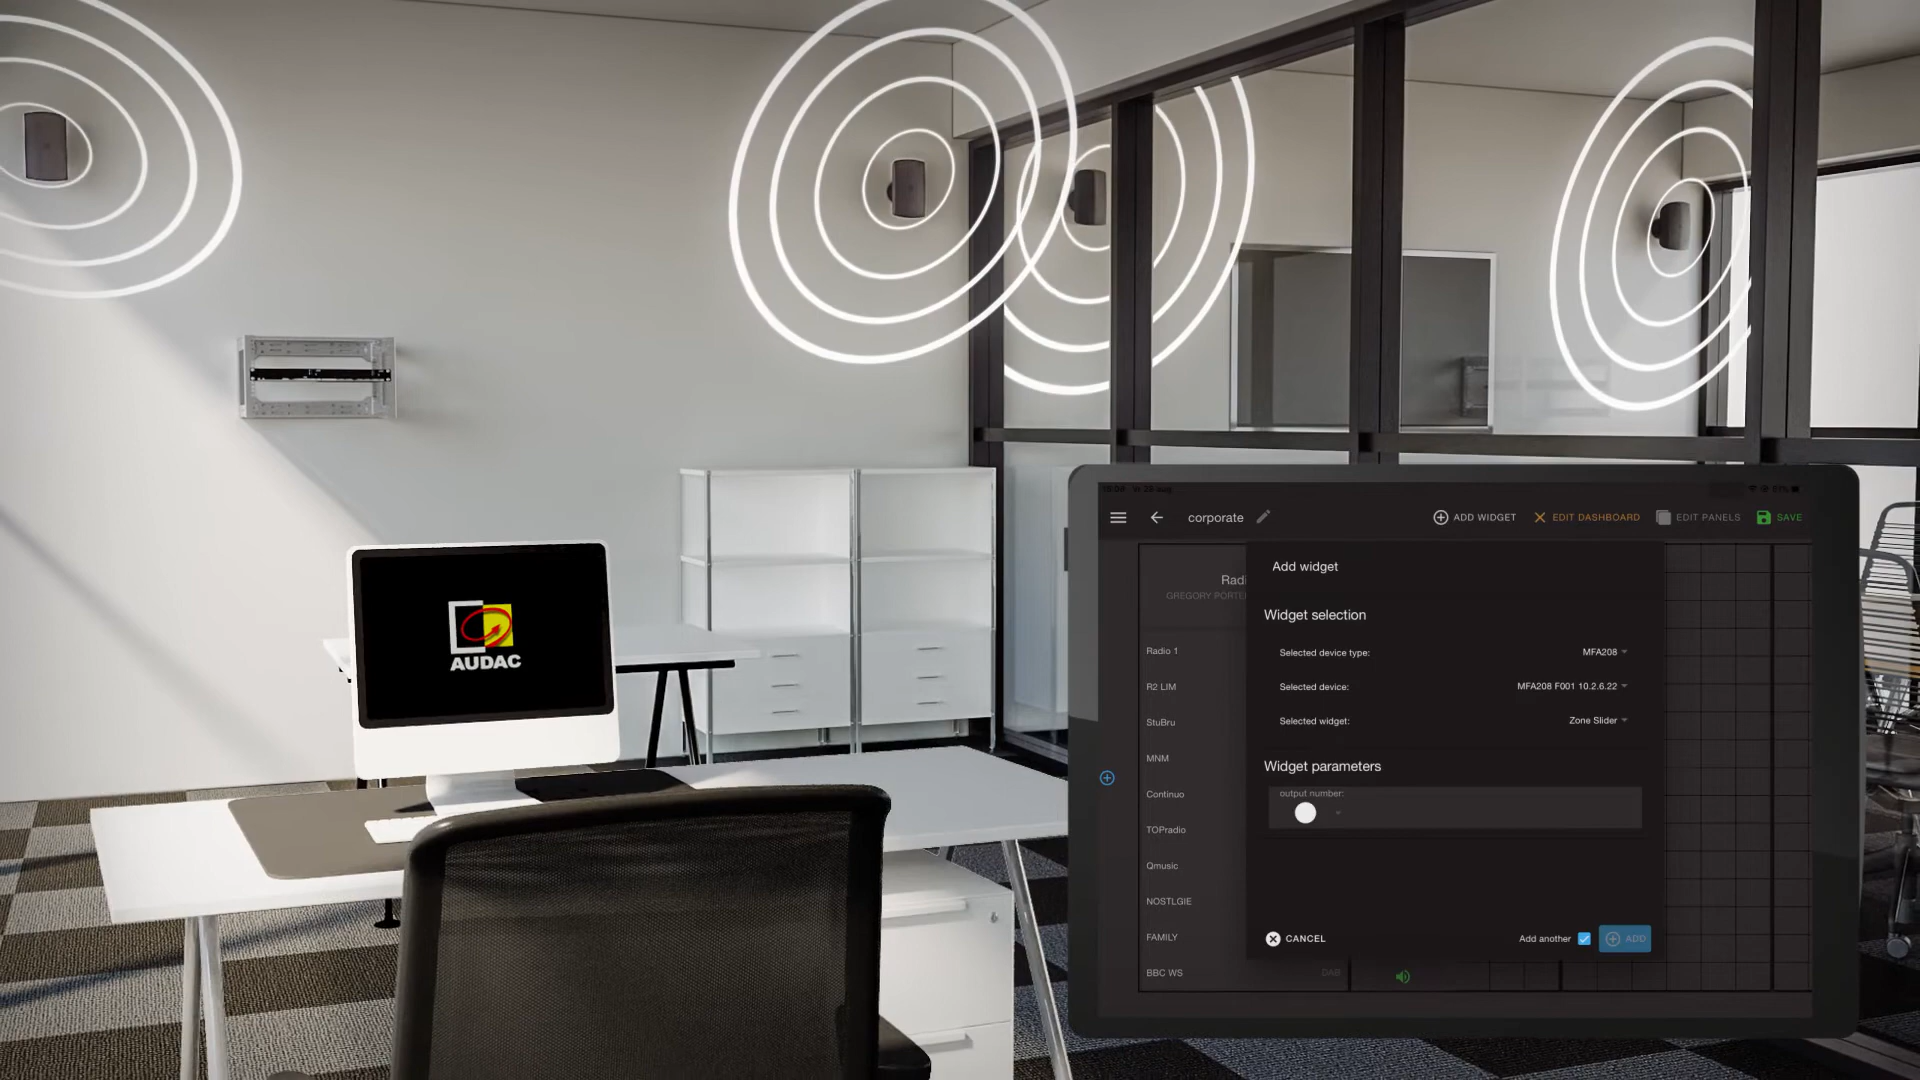 AUDAC
corporate
ADD WIDGET
EDIT DASHBOARD
EDIT PANELS
SAVE
Add widget
Widget selection
Selected device type:
MFA208
Selected device:
MFA208 F001 10.2.6.22
Selected widget:
Zone Slider
Widget parameters
output number:
CANCEL
Add another
ADD
Radi
GREGORY PORTE
Radio 1
R2 LIM
StuBru
MNM
Continuo
TOPradio
Qmusic
NOSTLGIE
FAMILY
BBC WS
DAB